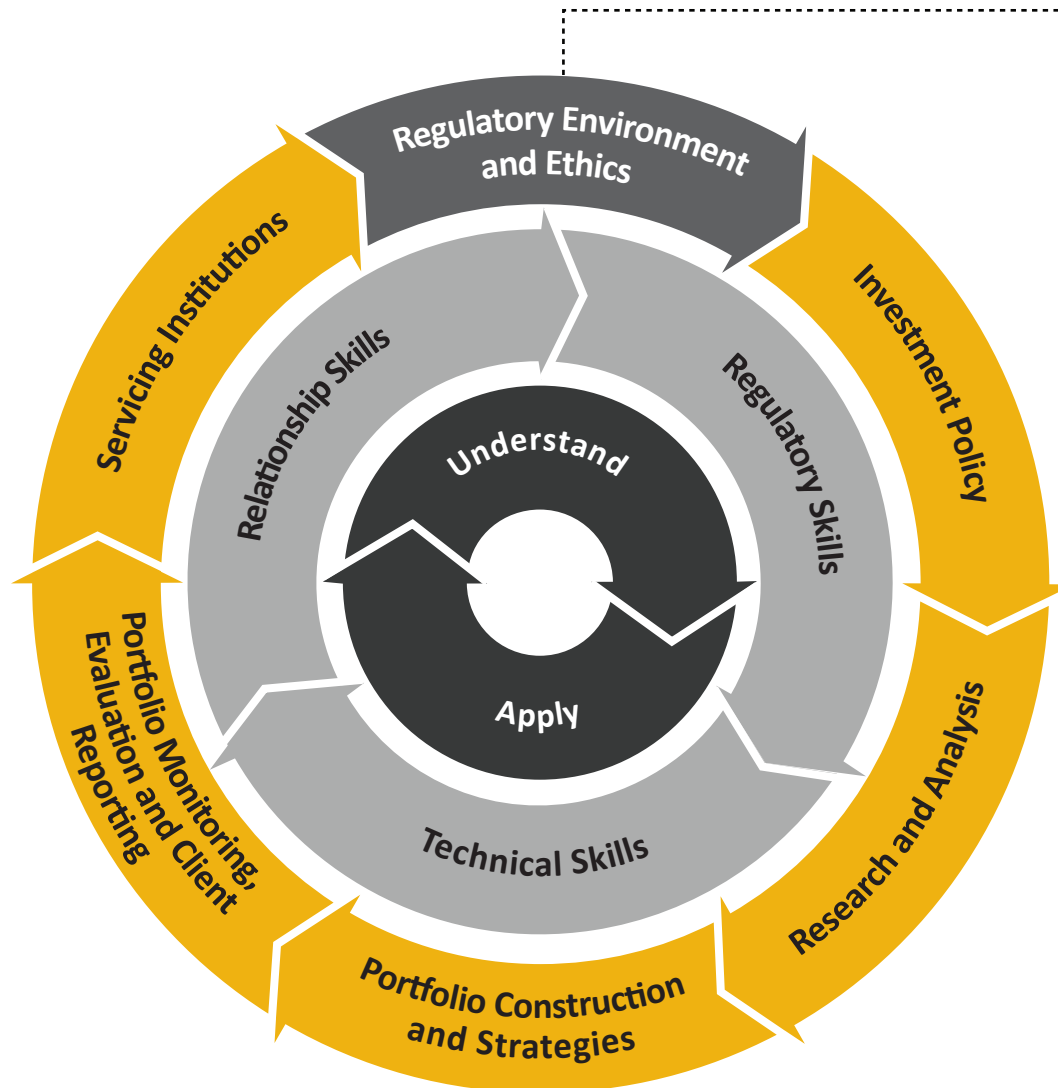 Regulatory Environment
and Ethics
Investment Policy
Research and Analysis
Portfolio Construction
and Strategies
Portfolio Monitoring,
Evaluation and Client
Reporting
Servicing Institutions
Regulatory Skills
Technical Skills
Relationship Skills
Understand
Apply